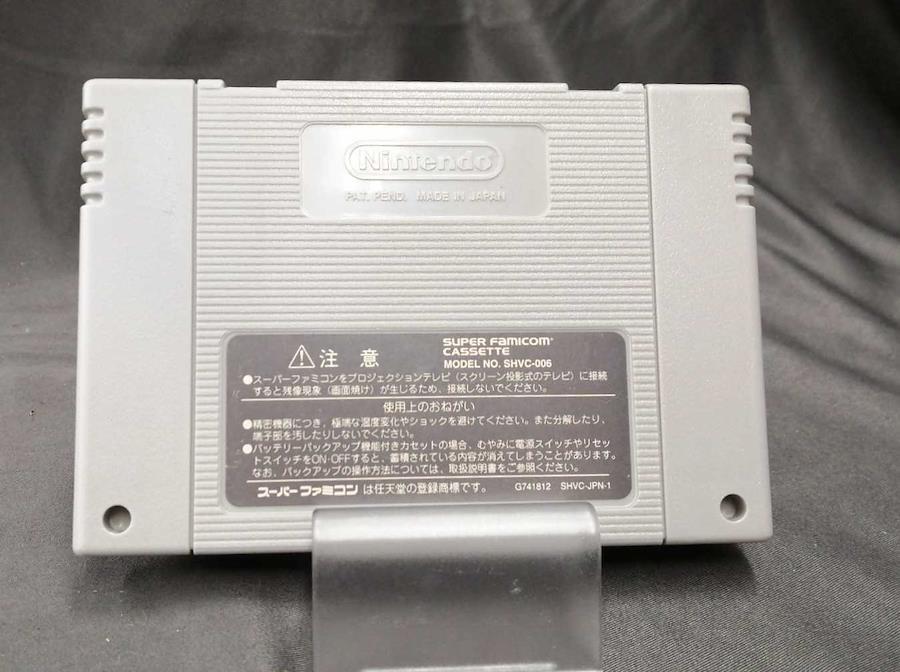 Nintendo®
PAT. PEND. MADE IN JAPAN
⚠注 意
SUPER FAMICOM®
CASSETTE
MODEL NO. SHVC-006
●スーパーファミコンをプロジェクションテレビ（スクリーン投影式のテレビ）に接続
すると残像現象（画面焼け）が生じるため、接続しないでください。
使用上のおねがい
●精密機器につき、極端な温度変化やショックを避けてください。また分解したり、
端子部を汚したりしないでください。
●バッテリーバックアップ機能付きカセットの場合、むやみに電源スイッチやリセッ
トスイッチをON-OFFすると、蓄積されている内容が消えてしまうことがあります。
なお、バックアップの操作方法については、取扱説明書をご参照ください。
スーパーファミコン は任天堂の登録商標です。 G741812 SHVC-JPN-1